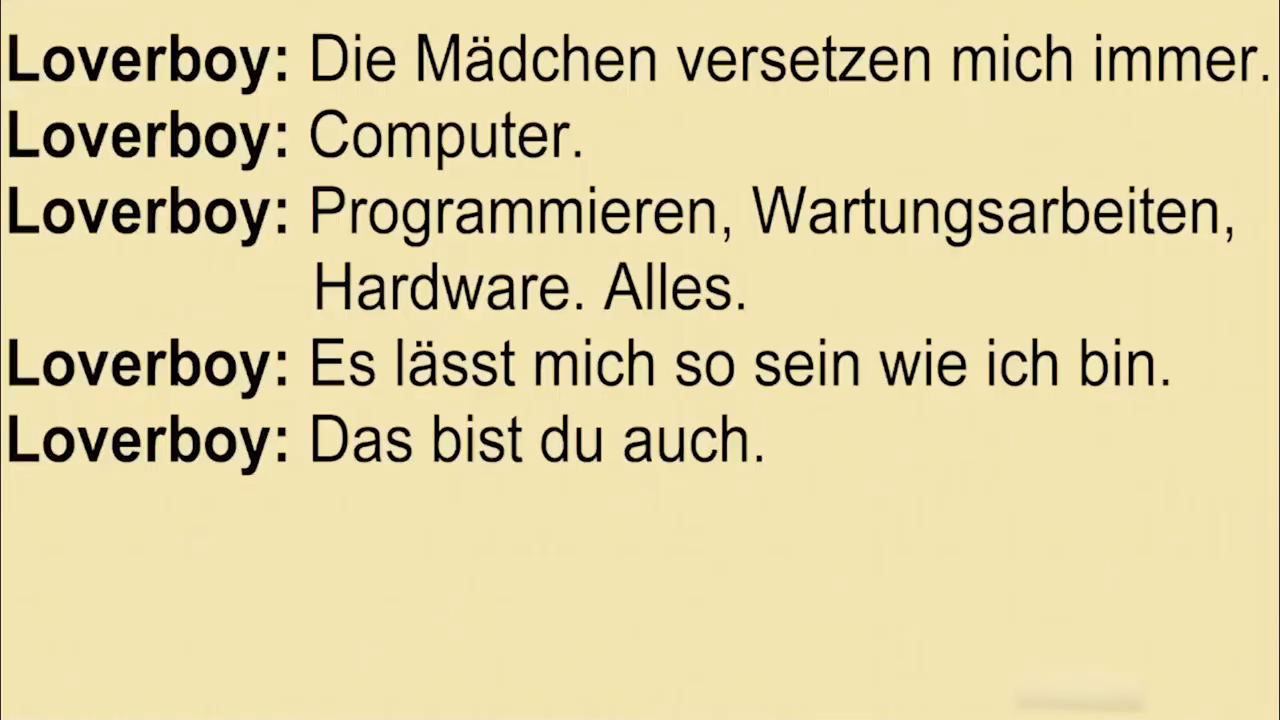 Loverboy: Die Mädchen versetzen mich immer.
Loverboy: Computer.
Loverboy: Programmieren, Wartungsarbeiten,
Hardware. Alles.
Loverboy: Es lässt mich so sein wie ich bin.
Loverboy: Das bist du auch.